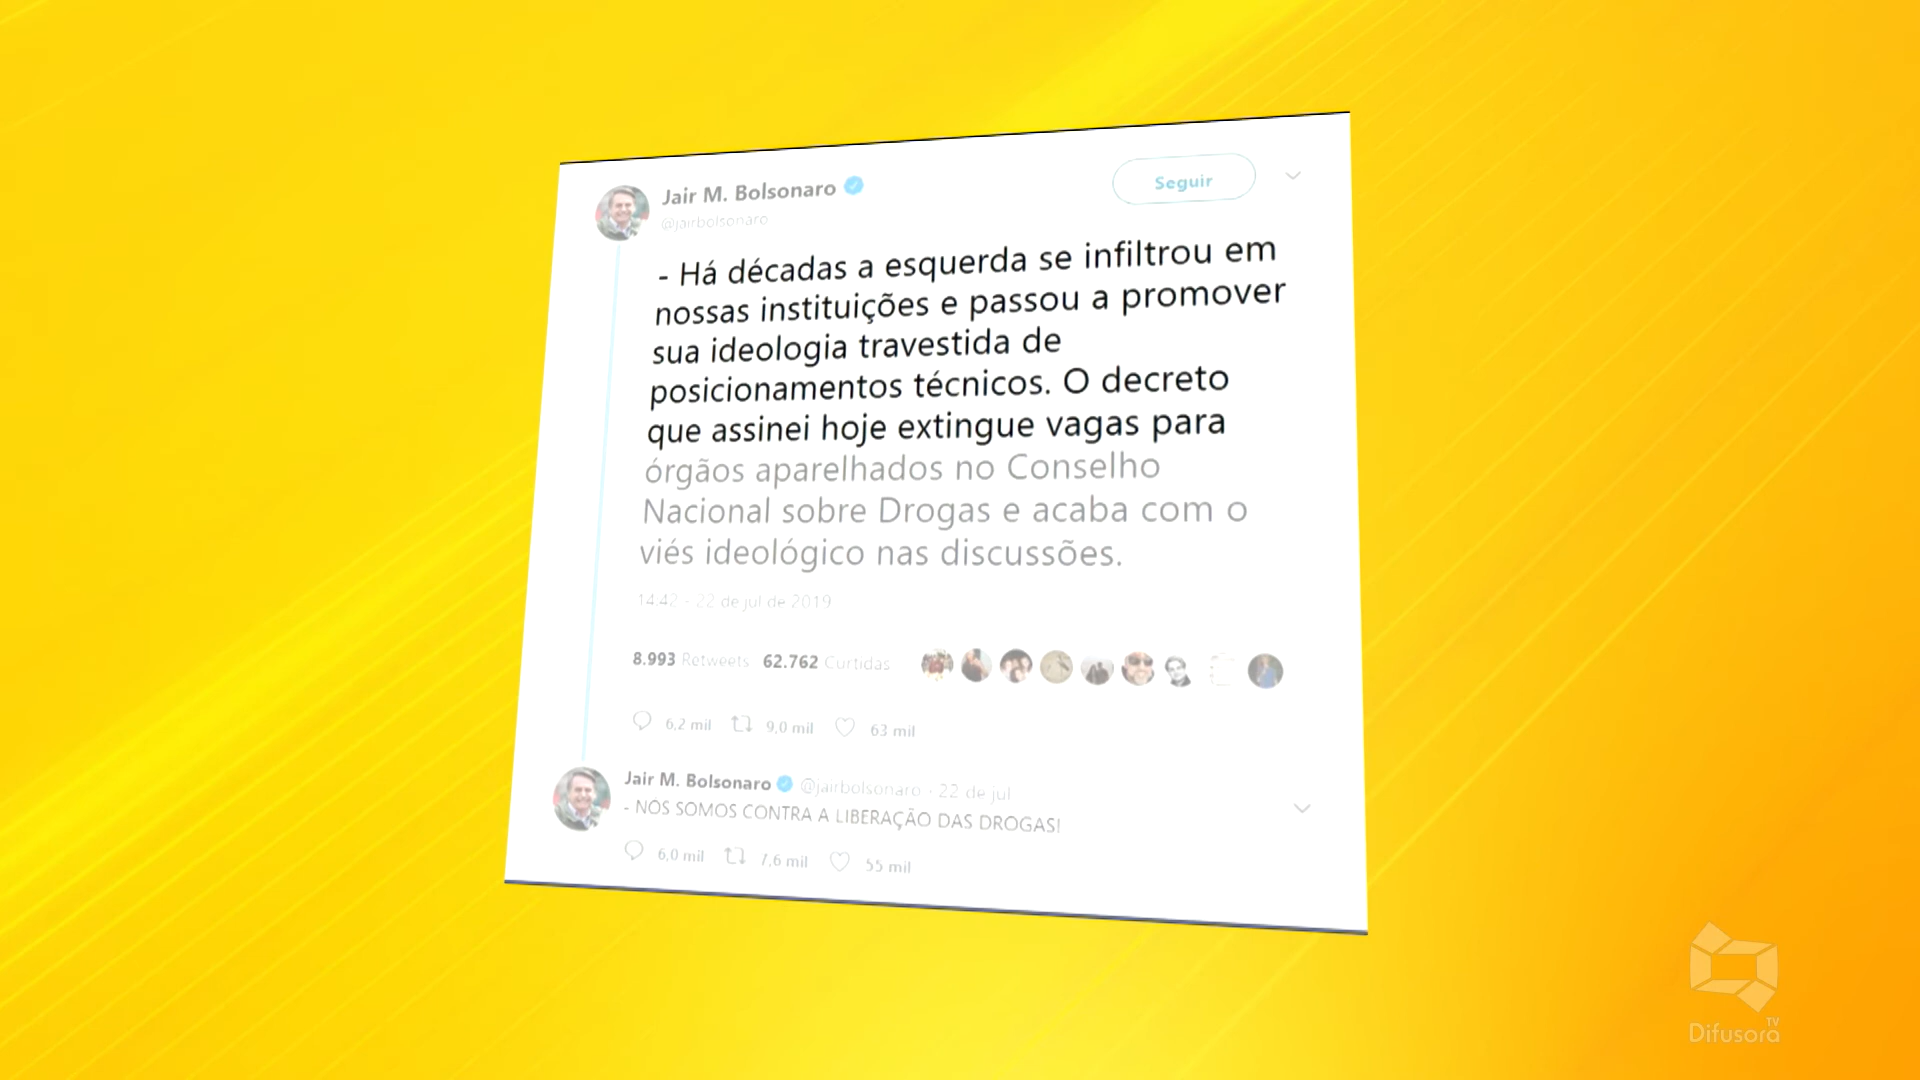 Jair M. Bolsonaro
@jairbolsonaro
Seguir
- Há décadas a esquerda se infiltrou em
nossas instituições e passou a promover
sua ideologia travestida de
posicionamentos técnicos. O decreto
que assinei hoje extingue vagas para
órgãos aparelhados no Conselho
Nacional sobre Drogas e acaba com o
viés ideológico nas discussões.
14:42 - 22 de jul de 2019
8.993 Retweets 62.762 Curtidas
6,2 mil 9,0 mil 63 mil
Jair M. Bolsonaro @jairbolsonaro · 22 de jul
- NÓS SOMOS CONTRA A LIBERAÇÃO DAS DROGAS!
6,0 mil 7,6 mil 55 mil
TV
Difusora